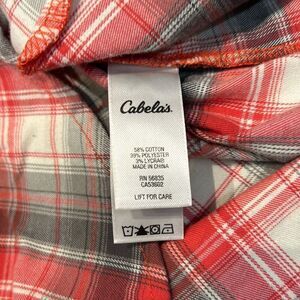 Cabela's
58% COTTON
39% POLYESTER
3% LYCRA®
MADE IN CHINA
RN 56835
CA53602
LIFT FOR CARE